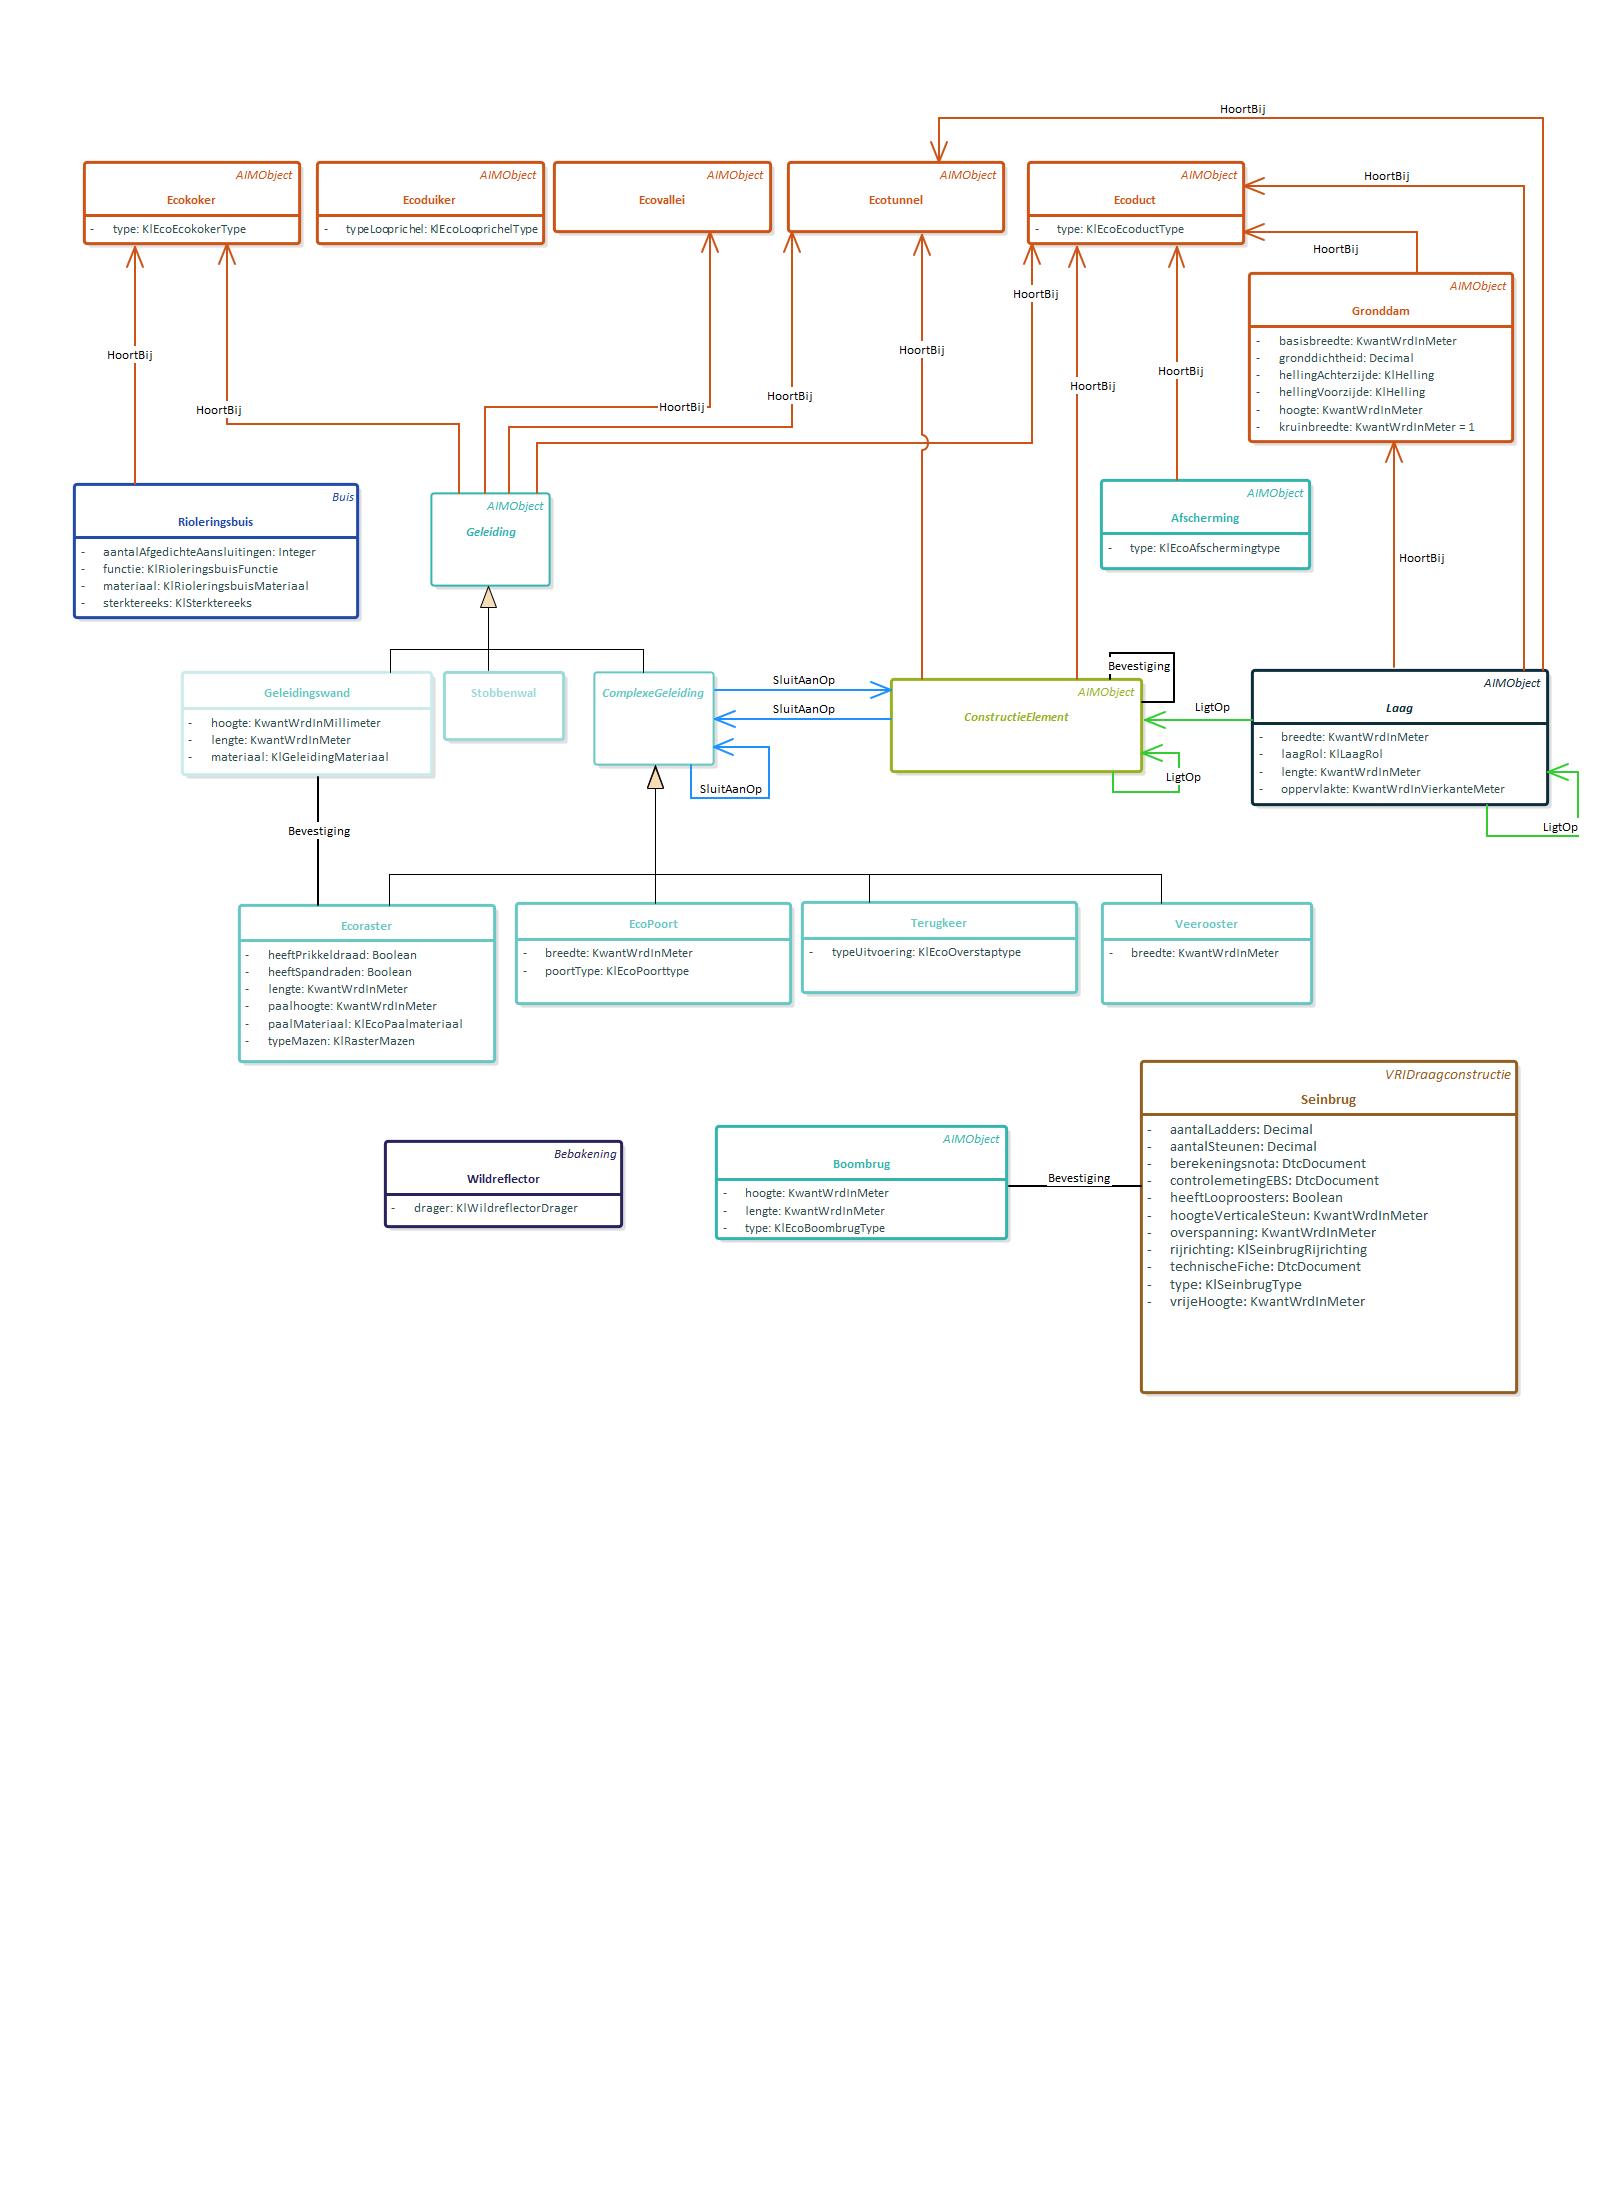 HoortBij
AIMObject
Ecokoker
- type: KlEcoEcokokerType
AIMObject
Ecoduiker
- typeLooprichel: KlEcoLooprichelType
AIMObject
Ecovallei
AIMObject
Ecotunnel
AIMObject
Ecoduct
- type: KlEcoEcoductType
HoortBij
HoortBij
HoortBij
AIMObject
Gronddam
- basisbreedte: KwantWrdInMeter
- gronddichtheid: Decimal
- hellingAchterzijde: KlHelling
- hellingVoorzijde: KlHelling
- hoogte: KwantWrdInMeter
- kruinbreedte: KwantWrdInMeter = 1
HoortBij
HoortBij
HoortBij
HoortBij
HoortBij
HoortBij
HoortBij
Buis
Rioleringsbuis
- aantalAfgedichteAansluitingen: Integer
- functie: KlRioleringsbuisFunctie
- materiaal: KlRioleringsbuisMateriaal
- sterktereeks: KlSterktereeks
AIMObject
Geleiding
AIMObject
Afscherming
- type: KlEcoAfschermingtype
HoortBij
Geleidingswand
- hoogte: KwantWrdInMillimeter
- lengte: KwantWrdInMeter
- materiaal: KlGeleidingMateriaal
Stobbenwal
ComplexeGeleiding
SluitAanOp
SluitAanOp
SluitAanOp
Bevestiging
AIMObject
ConstructieElement
LigtOp
LigtOp
AIMObject
Laag
- breedte: KwantWrdInMeter
- laagRol: KlLaagRol
- lengte: KwantWrdInMeter
- oppervlakte: KwantWrdInVierkanteMeter
LigtOp
Bevestiging
Ecoraster
- heeftPrikkeldraad: Boolean
- heeftSpandraden: Boolean
- lengte: KwantWrdInMeter
- paalhoogte: KwantWrdInMeter
- paalMateriaal: KlEcoPaalmateriaal
- typeMazen: KlRasterMazen
EcoPoort
- breedte: KwantWrdInMeter
- poortType: KlEcoPoorttype
Terugkeer
- typeUitvoering: KlEcoOverstaptype
Veerooster
- breedte: KwantWrdInMeter
Bebakening
Wildreflector
- drager: KlWildreflectorDrager
AIMObject
Boombrug
- hoogte: KwantWrdInMeter
- lengte: KwantWrdInMeter
- type: KlEcoBoombrugType
Bevestiging
VRIDraagconstructie
Seinbrug
- aantalLadders: Decimal
- aantalSteunen: Decimal
- berekeningsnota: DtcDocument
- controlemetingEBS: DtcDocument
- heeftLooproosters: Boolean
- hoogteVerticaleSteun: KwantWrdInMeter
- overspanning: KwantWrdInMeter
- rijrichting: KlSeinbrugRijrichting
- technischeFiche: DtcDocument
- type: KlSeinbrugType
- vrijeHoogte: KwantWrdInMeter